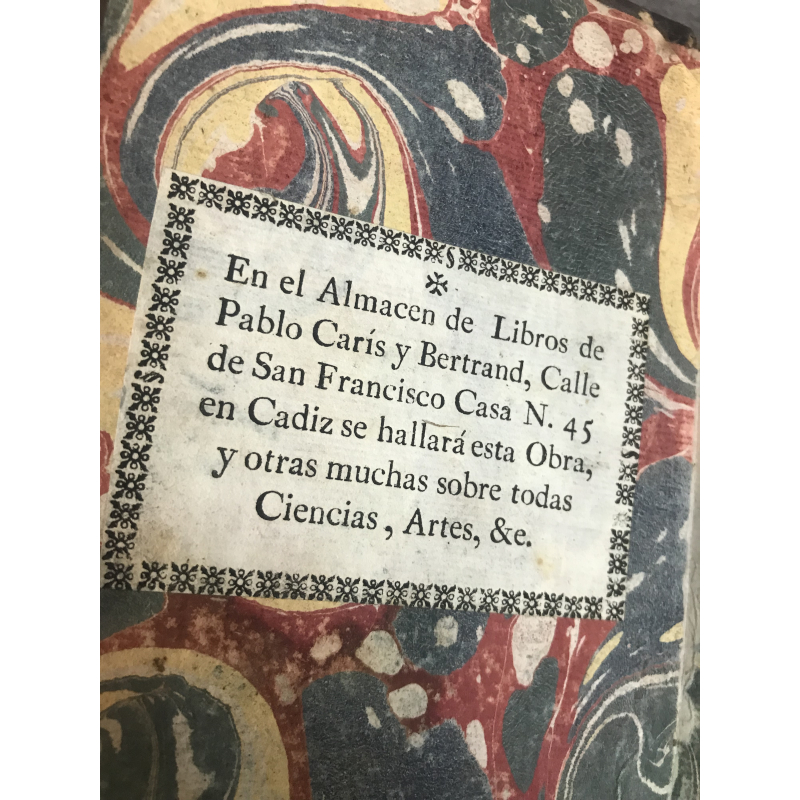 En el Almacen de Libros de
Pablo Carís y Bertrand, Calle
de San Francisco Casa N. 45
en Cadiz se hallará esta Obra,
y otras muchas sobre todas
Ciencias, Artes, &e.